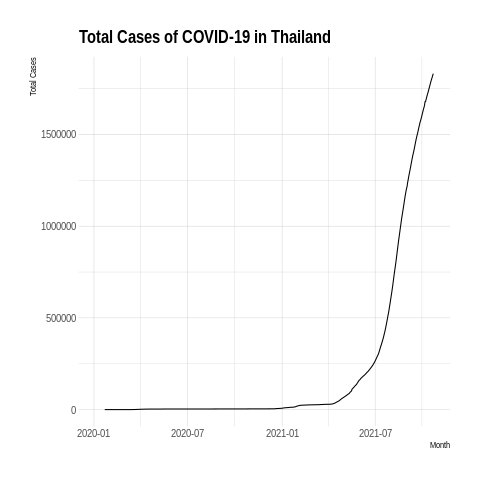 Total Cases of COVID-19 in Thailand
Total Cases
1500000
1000000
500000
0
2020-01 2020-07 2021-01 2021-07
Month